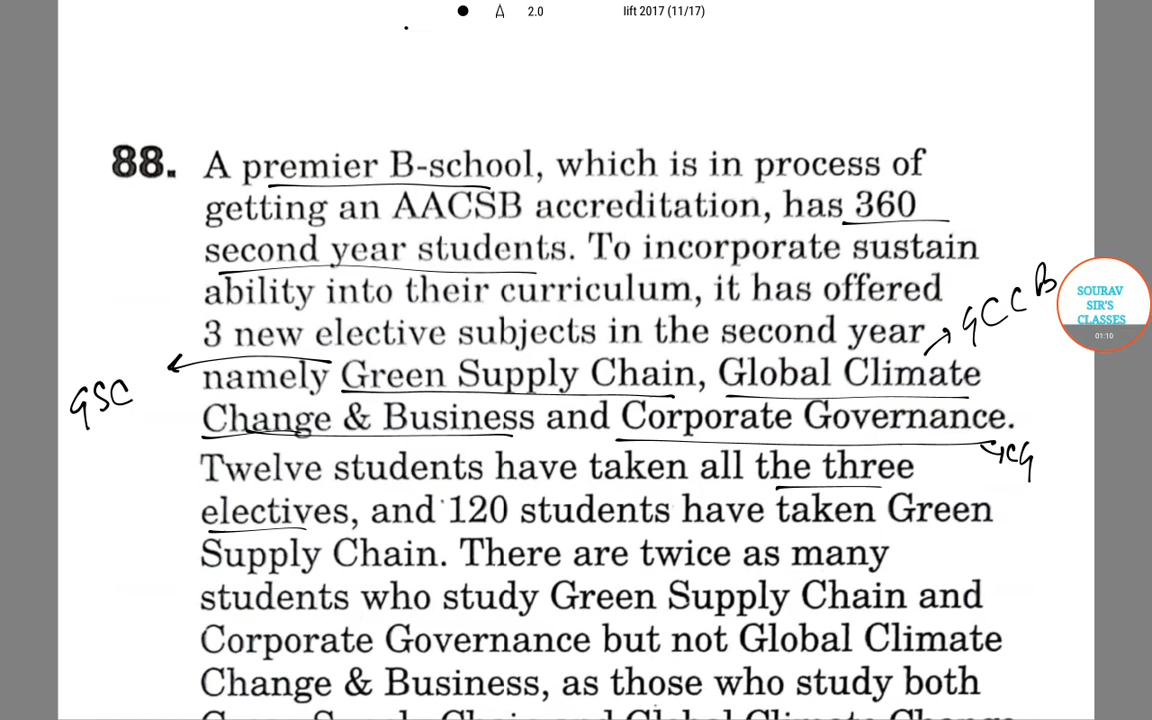 2.0 lift 2017 (11/17)
88. A premier B-school, which is in process of
getting an AACSB accreditation, has 360
second year students. To incorporate sustain
ability into their curriculum, it has offered
3 new elective subjects in the second year
GCCB
SOURAV
SIR'S
CLASSES
01:10
namely Green Supply Chain, Global Climate
GSC
Change & Business and Corporate Governance.
CG
Twelve students have taken all the three
electives, and 120 students have taken Green
Supply Chain. There are twice as many
students who study Green Supply Chain and
Corporate Governance but not Global Climate
Change & Business, as those who study both